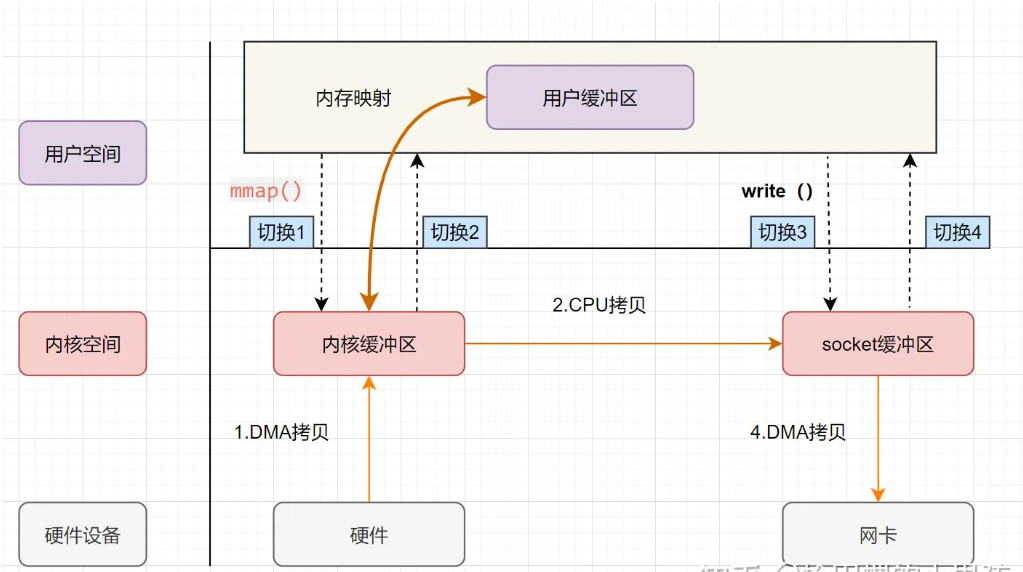 内存映射
用户缓冲区
用户空间
mmap()
write（）
切换1
切换2
切换3
切换4
2.CPU拷贝
内核空间
内核缓冲区
socket缓冲区
1.DMA拷贝
4.DMA拷贝
硬件设备
硬件
网卡